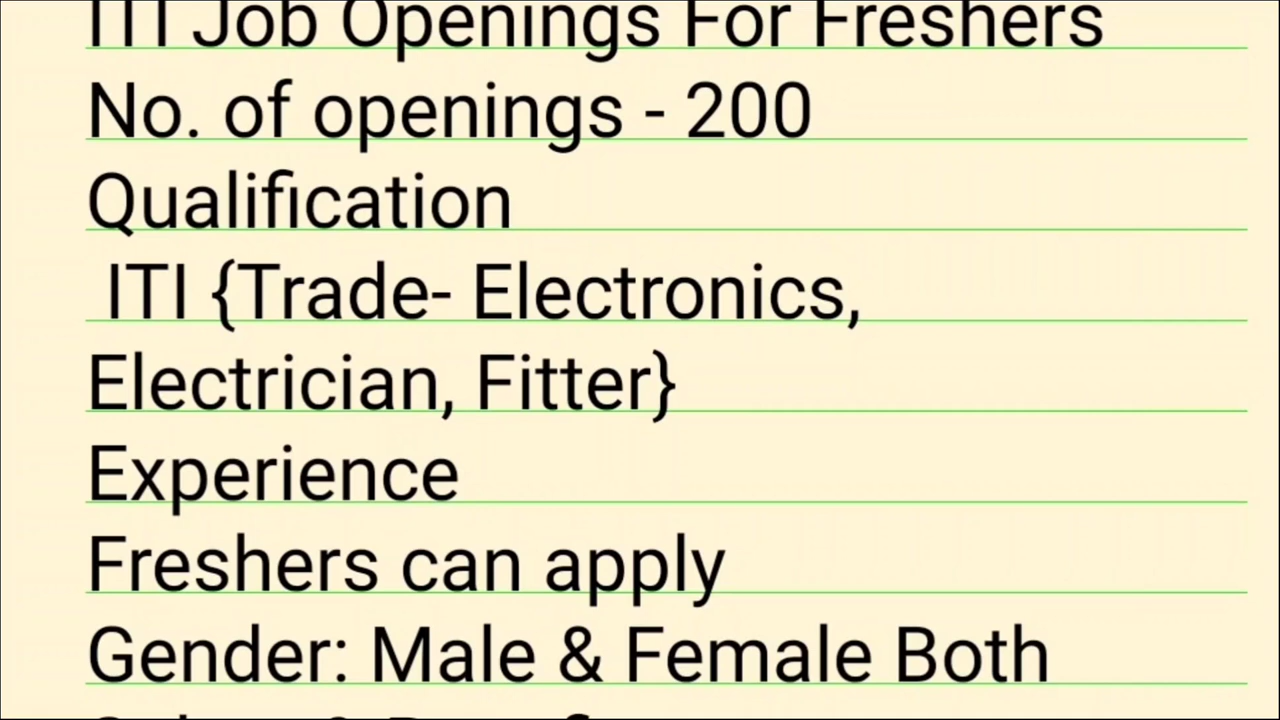 ITI Job Openings For Freshers
No. of openings - 200
Qualification
ITI {Trade- Electronics,
Electrician, Fitter}
Experience
Freshers can apply
Gender: Male & Female Both